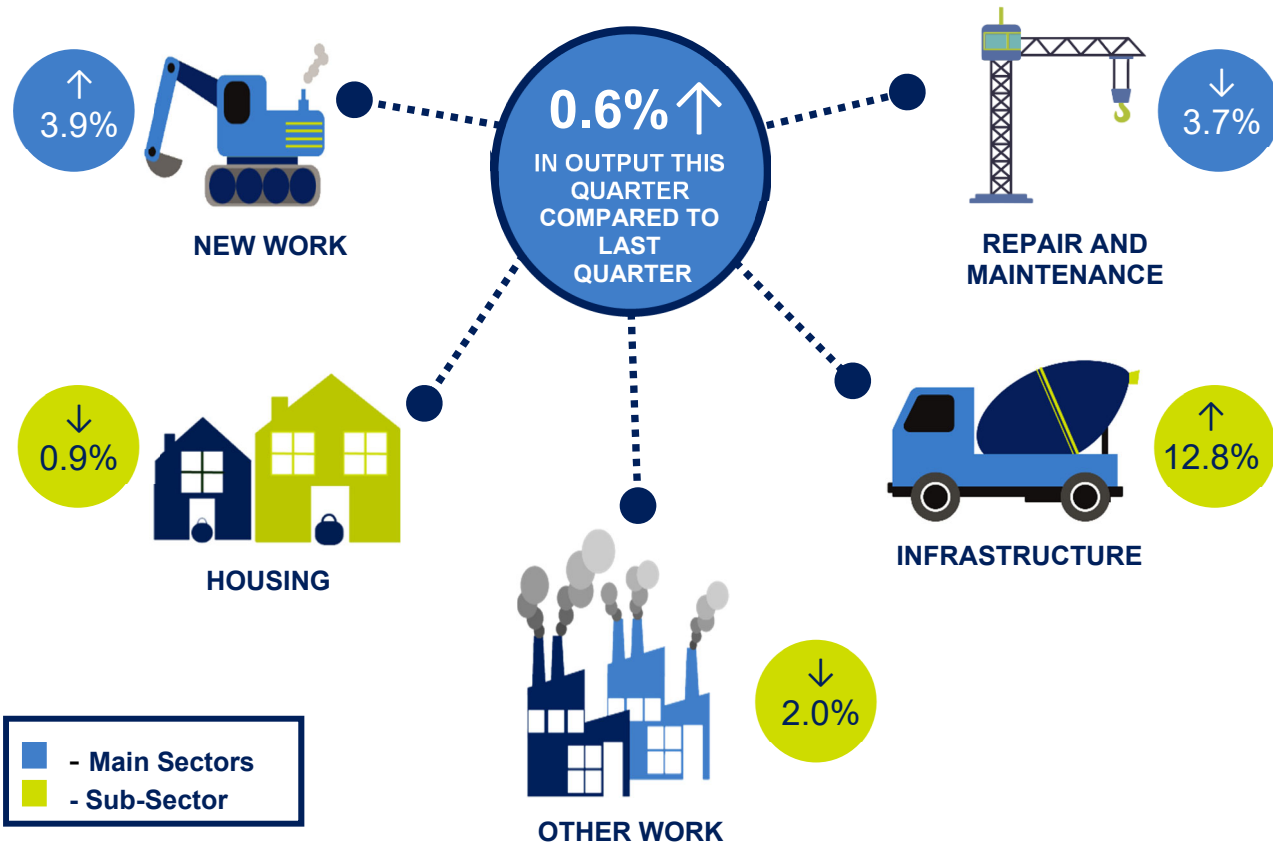 ↑
3.9%
NEW WORK
0.6% ↑
IN OUTPUT THIS
QUARTER
COMPARED TO
LAST
QUARTER
↓
3.7%
REPAIR AND
MAINTENANCE
↓
0.9%
HOUSING
↑
12.8%
INFRASTRUCTURE
↓
2.0%
OTHER WORK
- Main Sectors
- Sub-Sector